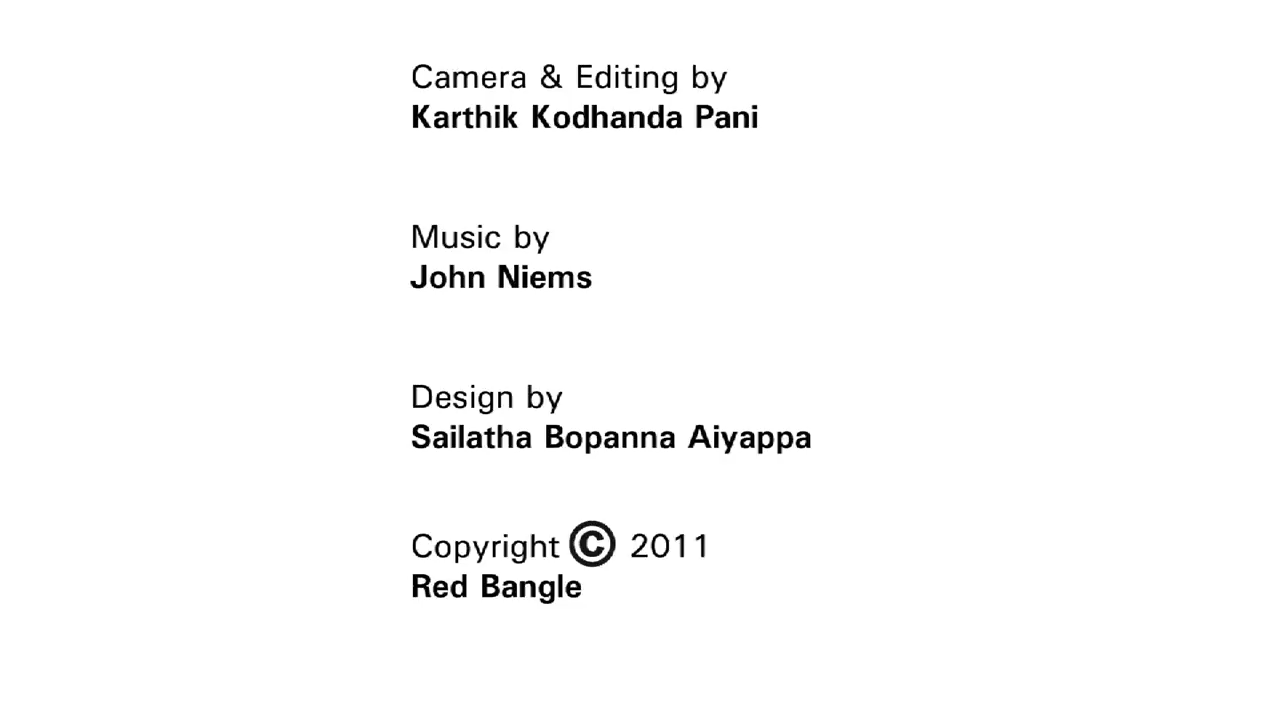 Camera & Editing by
Karthik Kodhanda Pani
Music by
John Niems
Design by
Sailatha Bopanna Aiyappa
Copyright © 2011
Red Bangle